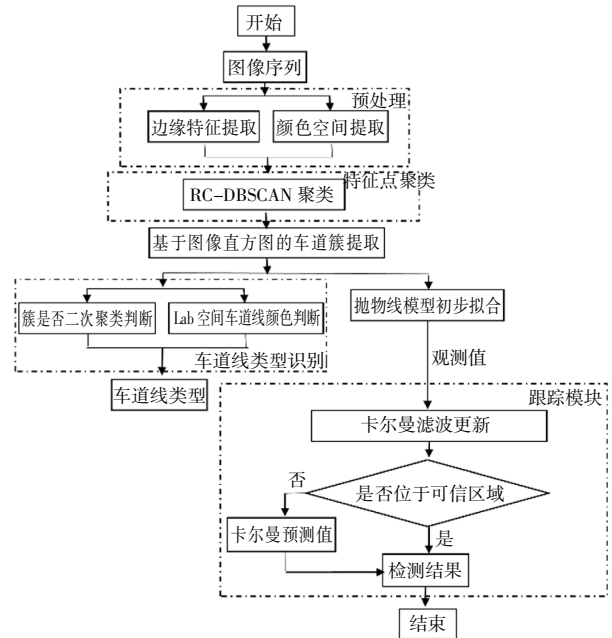 开始
图像序列
预处理
边缘特征提取
颜色空间提取
特征点聚类
RC-DBSCAN 聚类
基于图像直方图的车道簇提取
簇是否二次聚类判断
Lab 空间车道线颜色判断
抛物线模型初步拟合
车道线类型识别
观测值
车道线类型
跟踪模块
卡尔曼滤波更新
否
是否位于可信区域
卡尔曼预测值
是
检测结果
结束